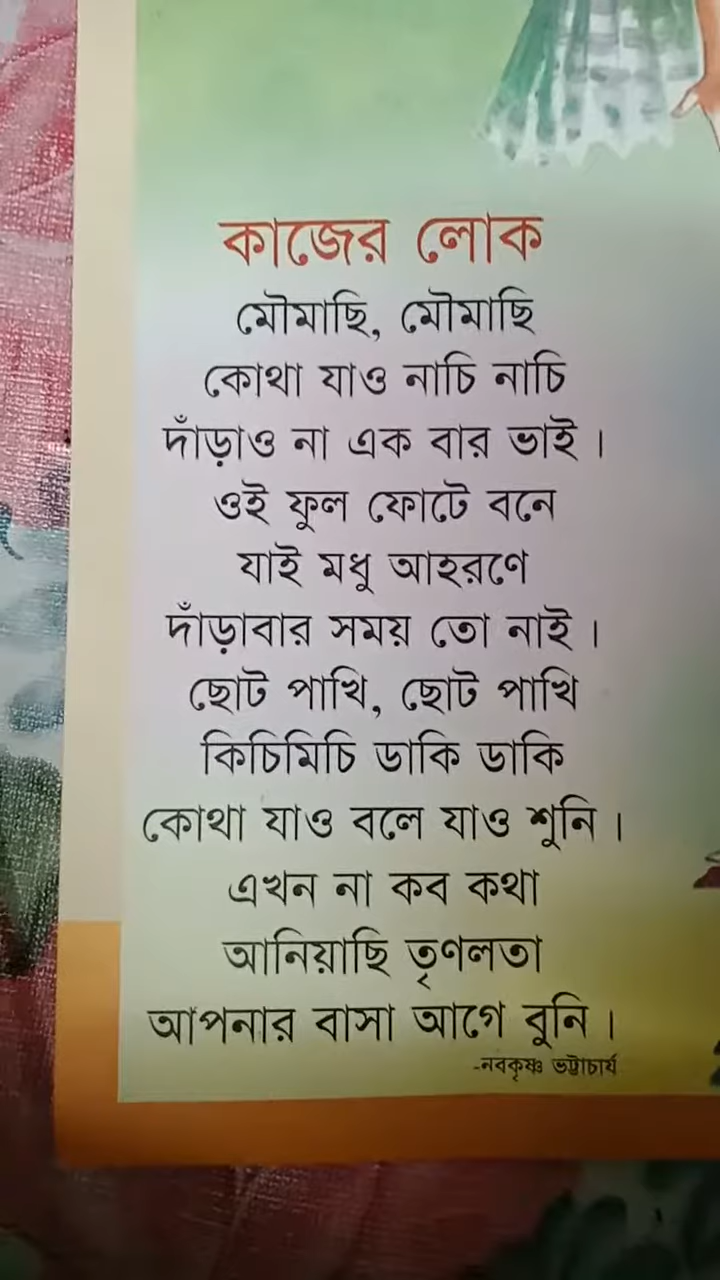 কাজের লোক
মৌমাছি, মৌমাছি
কোথা যাও নাচি নাচি
দাঁড়াও না এক বার ভাই ।
ওই ফুল ফোটে বনে
যাই মধু আহরণে
দাঁড়াবার সময় তো নাই ।
ছোট পাখি, ছোট পাখি
কিচিমিচি ডাকি ডাকি
কোথা যাও বলে যাও শুনি ।
এখন না কব কথা
আনিয়াছি তৃণলতা
আপনার বাসা আগে বুনি ।
-নবকৃষ্ণ ভট্টাচার্য